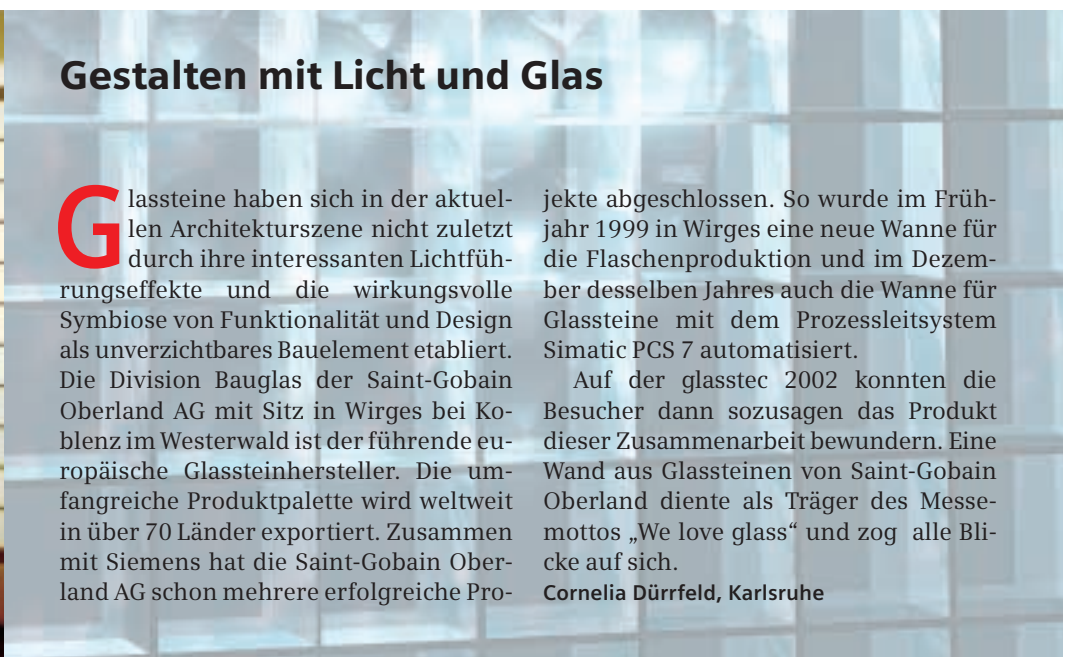 Gestalten mit Licht und Glas
Glassteine haben sich in der aktuel-
len Architekturszene nicht zuletzt
durch ihre interessanten Lichtfüh-
rungseffekte und die wirkungsvolle
Symbiose von Funktionalität und Design
als unverzichtbares Bauelement etabliert.
Die Division Bauglas der Saint-Gobain
Oberland AG mit Sitz in Wirges bei Ko-
blenz im Westerwald ist der führende eu-
ropäische Glassteinhersteller. Die um-
fangreiche Produktpalette wird weltweit
in über 70 Länder exportiert. Zusammen
mit Siemens hat die Saint-Gobain Ober-
land AG schon mehrere erfolgreiche Pro-
jekte abgeschlossen. So wurde im Früh-
jahr 1999 in Wirges eine neue Wanne für
die Flaschenproduktion und im Dezem-
ber desselben Jahres auch die Wanne für
Glassteine mit dem Prozessleitsystem
Simatic PCS 7 automatisiert.
Auf der glasstec 2002 konnten die
Besucher dann sozusagen das Produkt
dieser Zusammenarbeit bewundern. Eine
Wand aus Glassteinen von Saint-Gobain
Oberland diente als Träger des Messe-
mottos „We love glass“ und zog alle Bli-
cke auf sich.
Cornelia Dürrfeld, Karlsruhe